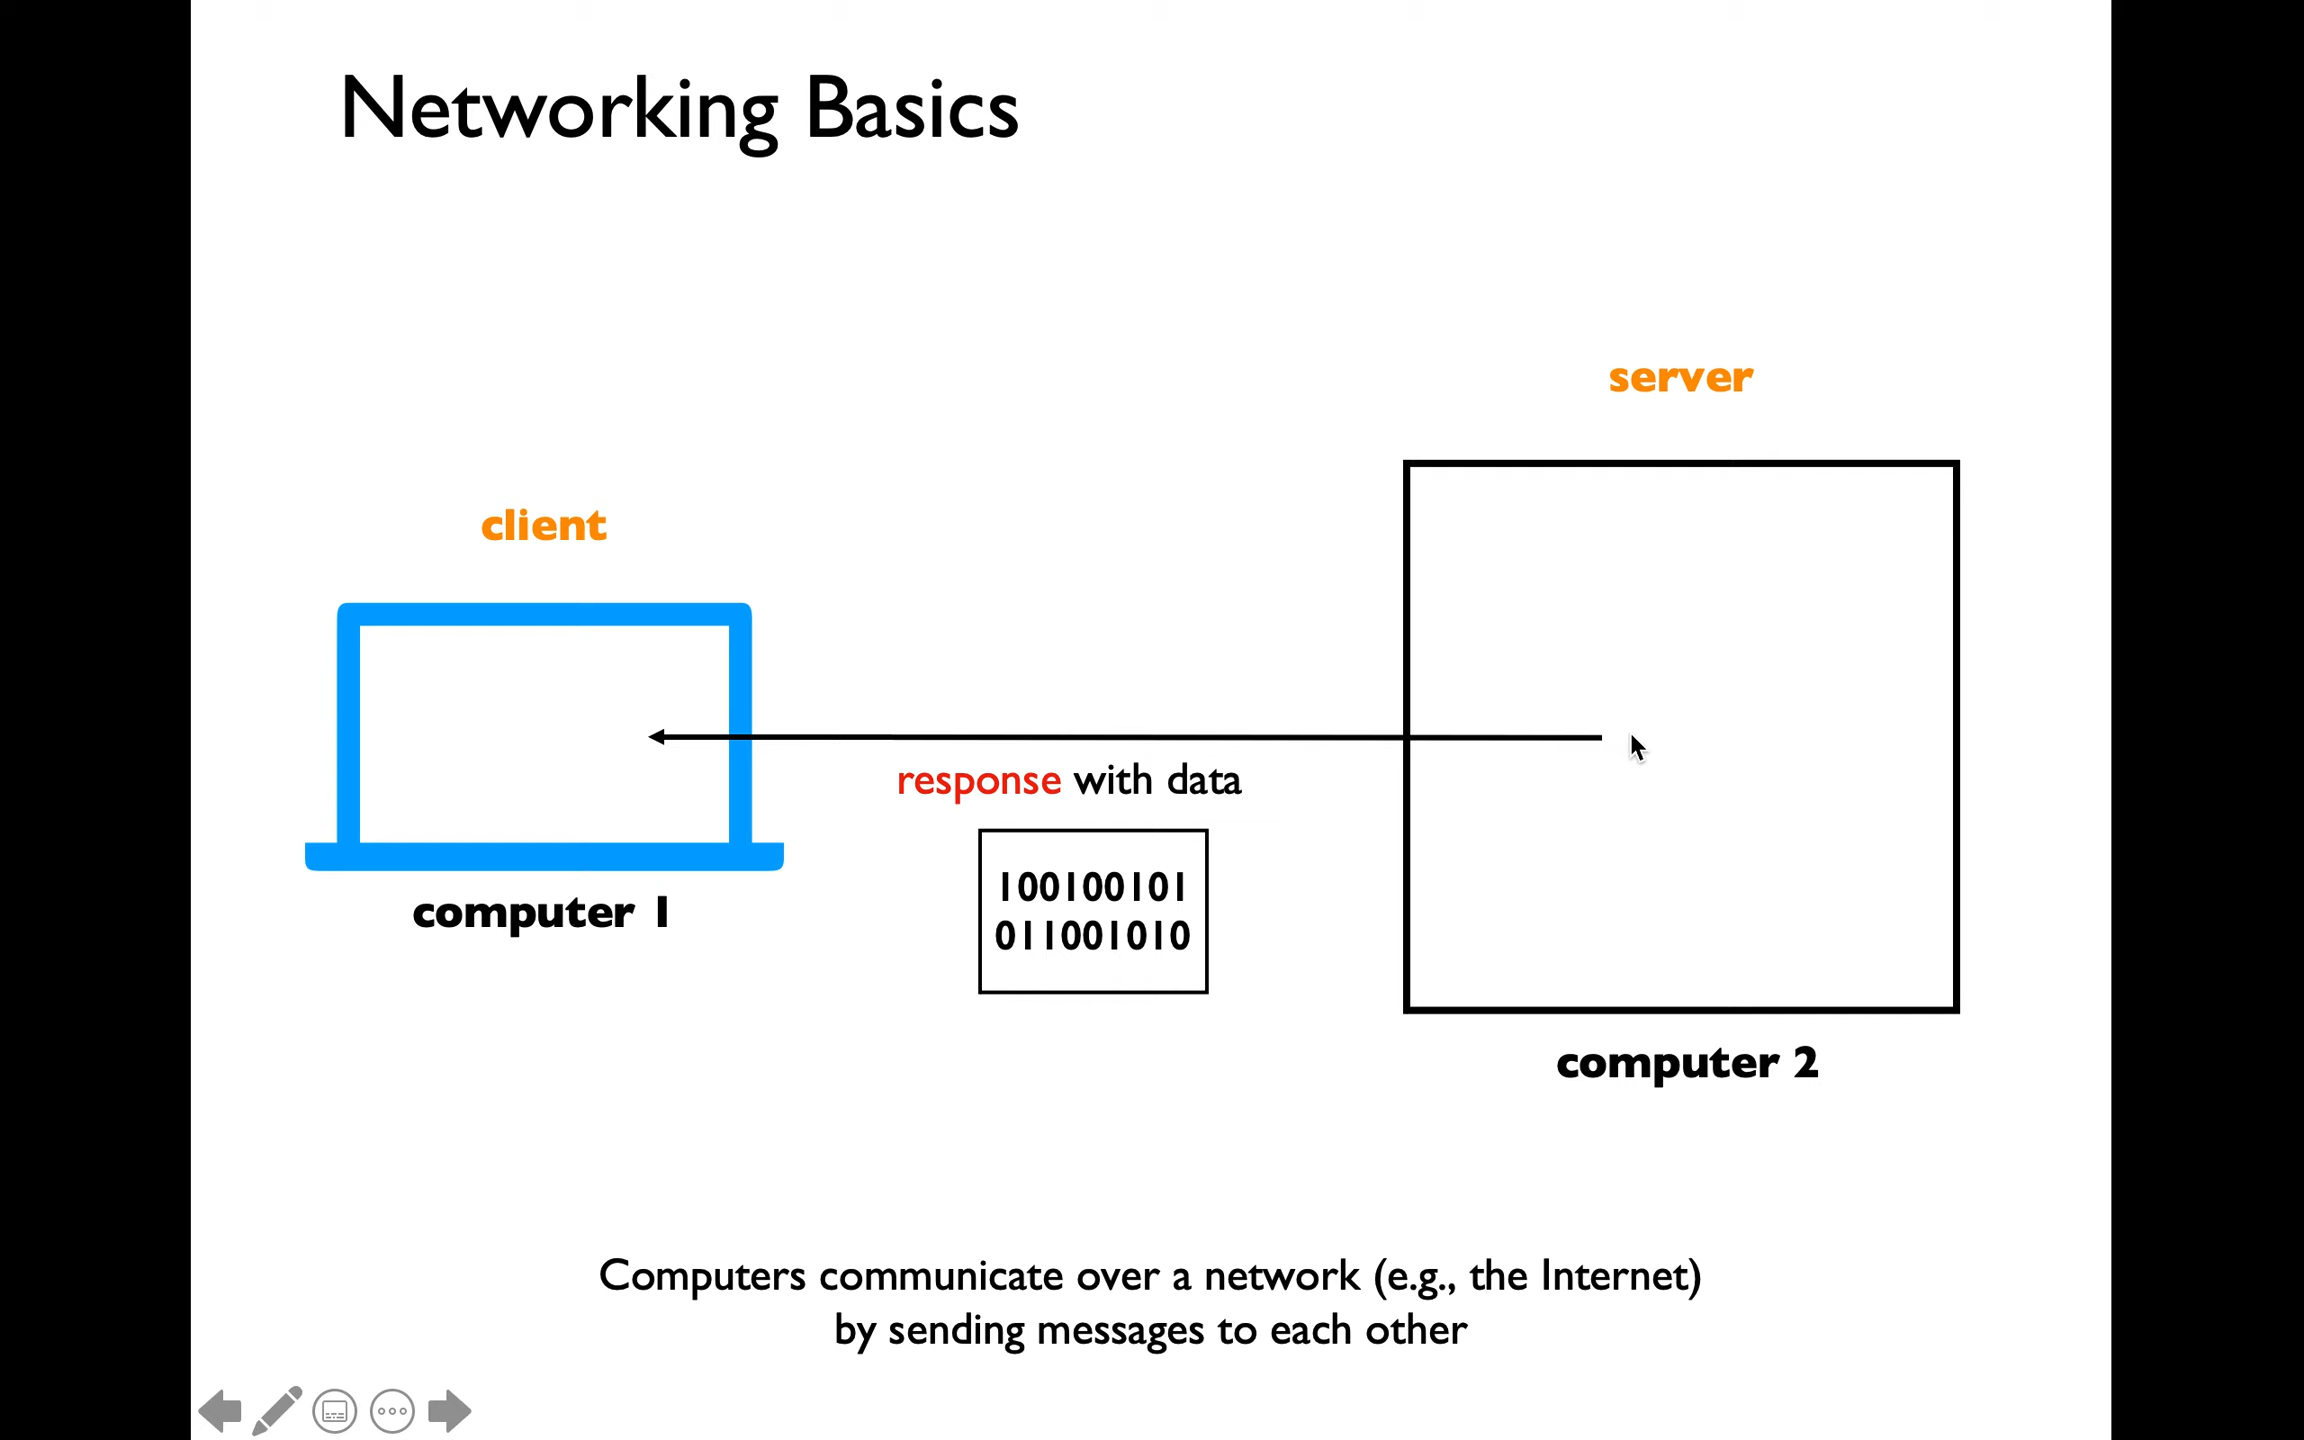 Networking Basics
server
client
response with data
100100101
011001010
computer 1
computer 2
Computers communicate over a network (e.g., the Internet)
by sending messages to each other